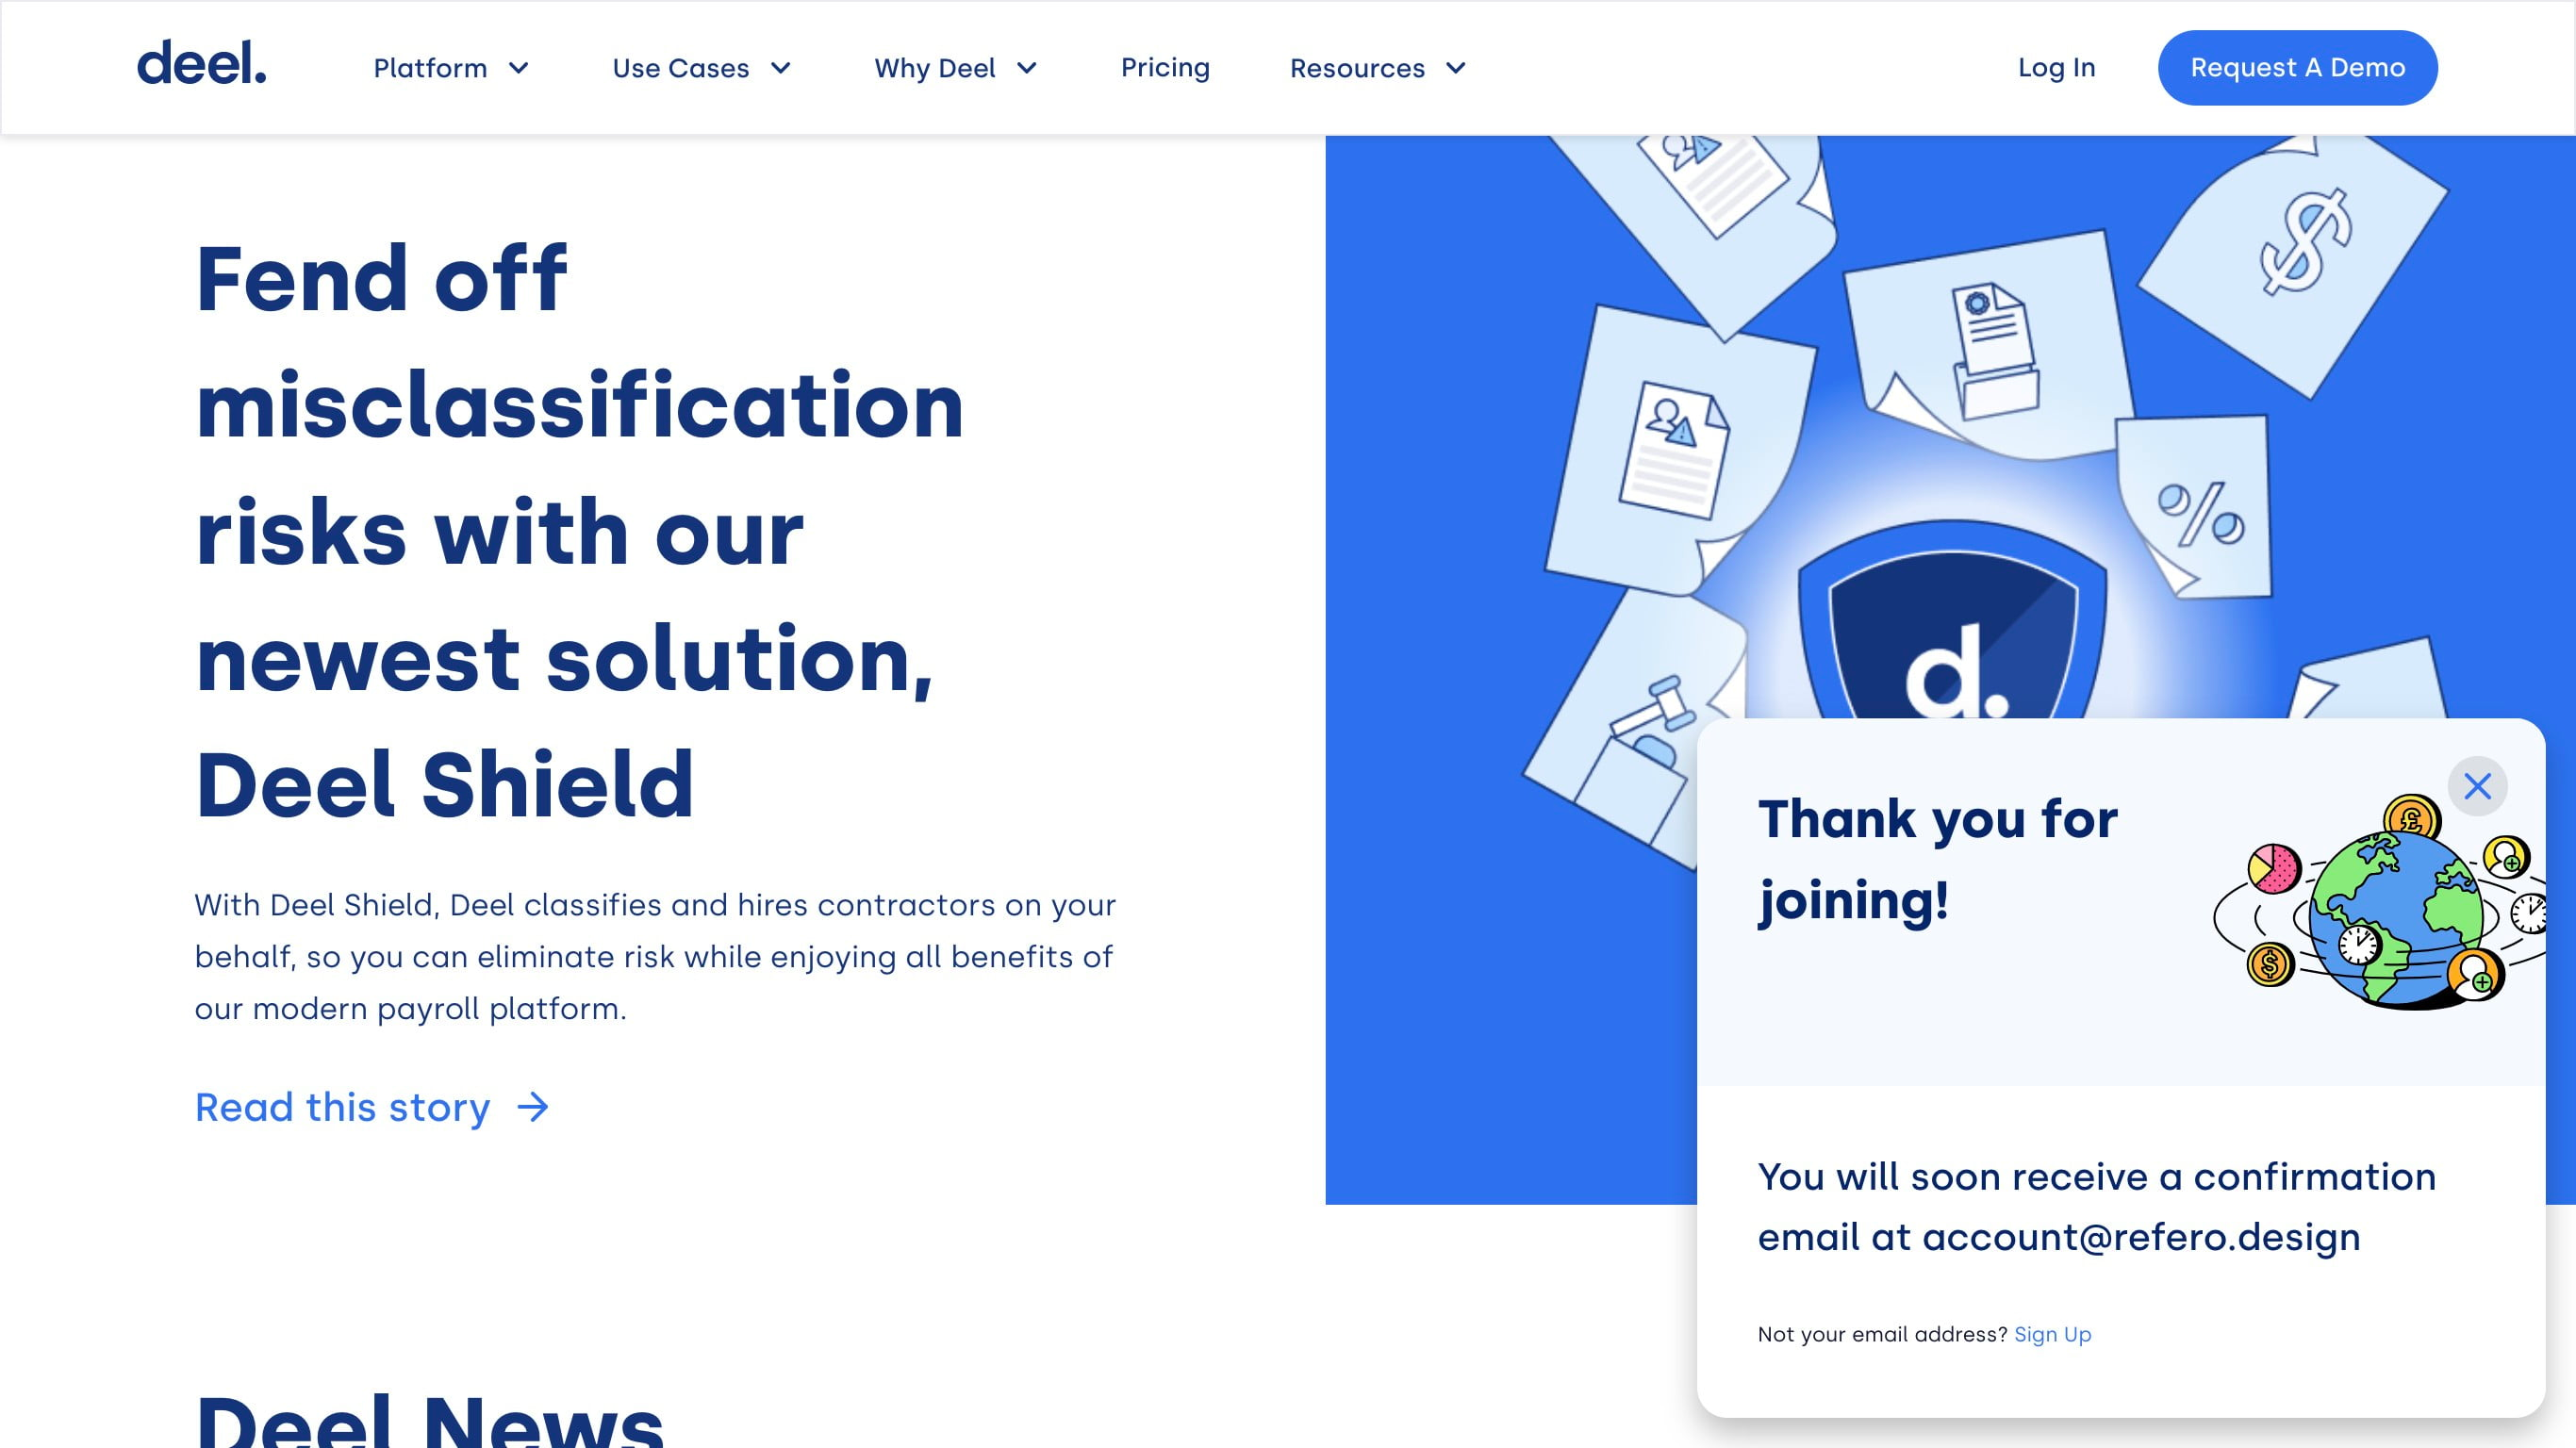 deel.
Platform
Use Cases
Why Deel
Pricing
Resources
Log In
Request A Demo
Fend off
misclassification
risks with our
newest solution,
Deel Shield
With Deel Shield, Deel classifies and hires contractors on your
behalf, so you can eliminate risk while enjoying all benefits of
our modern payroll platform.
Read this story
$
%
d.
Thank you for
joining!
£
$
You will soon receive a confirmation
email at account@refero.design
Not your email address? Sign Up
Deel News